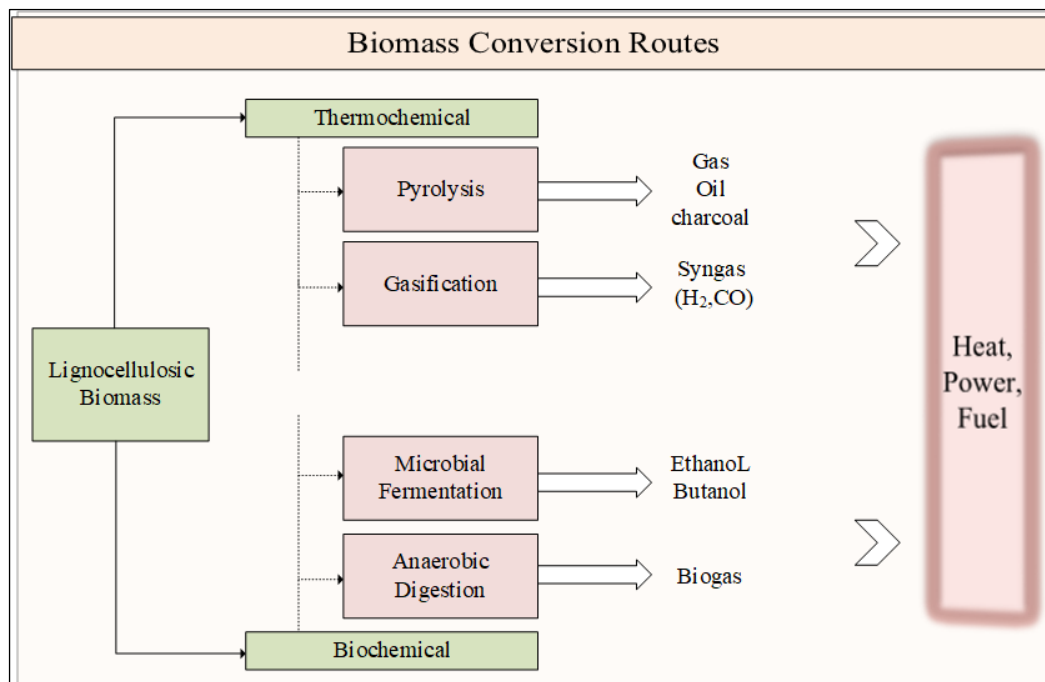 Biomass Conversion Routes
Thermochemical
Pyrolysis
Gas
Oil
charcoal
Gasification
Syngas
(H₂,CO)
Lignocellulosic
Biomass
Heat,
Power,
Fuel
Microbial
Fermentation
EthanoL
Butanol
Anaerobic
Digestion
Biogas
Biochemical